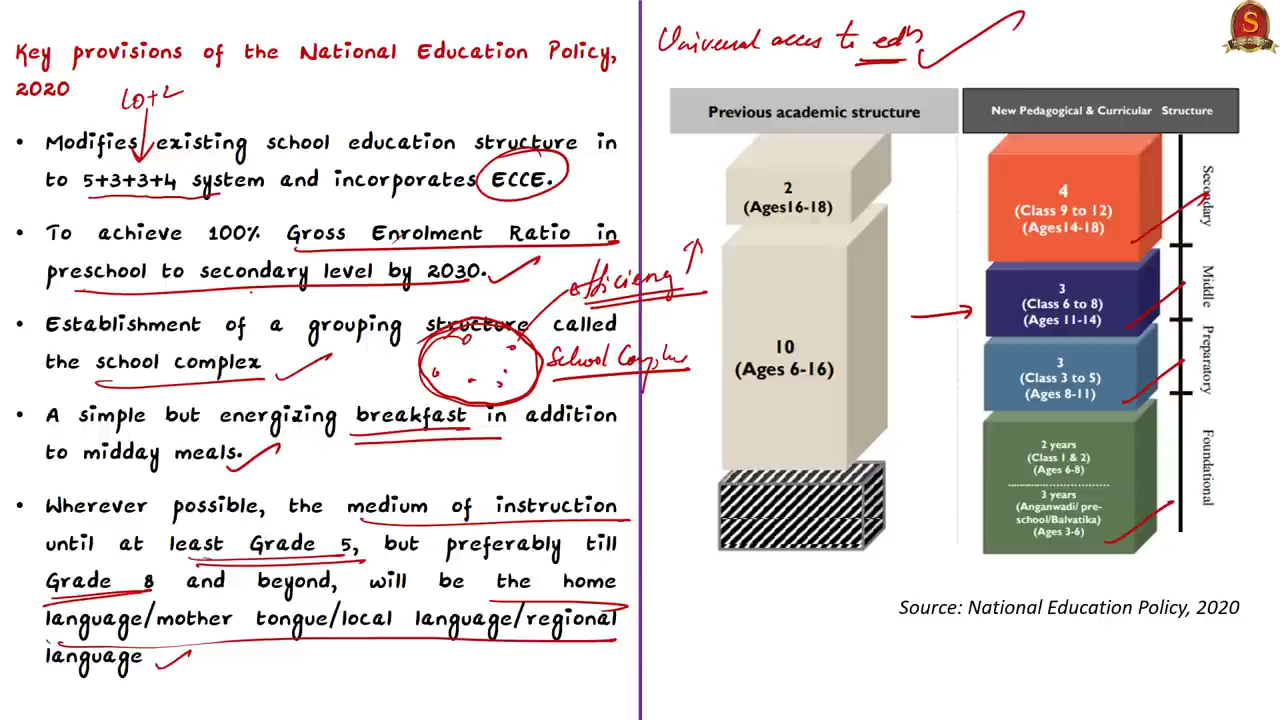 Key provisions of the National Education Policy,
2020
10+2
• Modifies existing school education structure in
to 5+3+3+4 system and incorporates ECCE.
• To achieve 100% Gross Enrolment Ratio in
preschool to secondary level by 2030.
• Establishment of a grouping structure called
the school complex
• A simple but energizing breakfast in addition
to midday meals.
• Wherever possible, the medium of instruction
until at least Grade 5, but preferably till
Grade 8 and beyond, will be the home
language/mother tongue/local language/regional
language
efficiency
School Complex
Universal access to edn
S
Previous academic structure
2
(Ages16-18)
10
(Ages 6-16)
New Pedagogical & Curricular Structure
4
(Class 9 to 12)
(Ages14-18)
Secondary
3
(Class 6 to 8)
(Ages 11-14)
Middle
3
(Class 3 to 5)
(Ages 8-11)
Preparatory
2 years
(Class 1 & 2)
(Ages 6-8)
3 years
(Anganwadi/ pre-
school/Balvatika)
(Ages 3-6)
Foundational
Source: National Education Policy, 2020